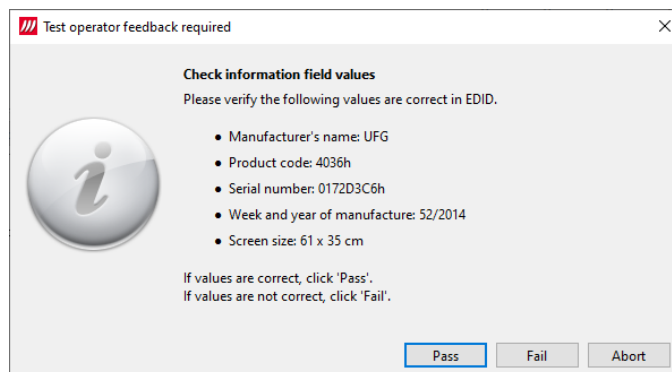 Test operator feedback required
Check information field values
Please verify the following values are correct in EDID.
• Manufacturer's name: UFG
• Product code: 4036h
• Serial number: 0172D3C6h
• Week and year of manufacture: 52/2014
• Screen size: 61 x 35 cm
If values are correct, click 'Pass'.
If values are not correct, click 'Fail'.
Pass Fail Abort